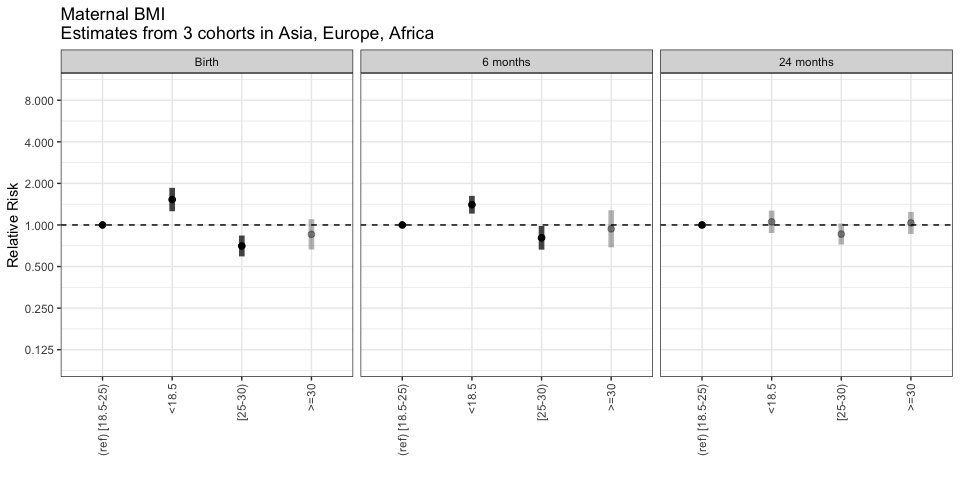 Maternal BMI
Estimates from 3 cohorts in Asia, Europe, Africa
Birth
6 months
24 months
Relative Risk
8.000
4.000
2.000
1.000
0.500
0.250
0.125
(ref) [18.5-25)
<18.5
[25-30)
>=30
(ref) [18.5-25)
<18.5
[25-30)
>=30
(ref) [18.5-25)
<18.5
[25-30)
>=30